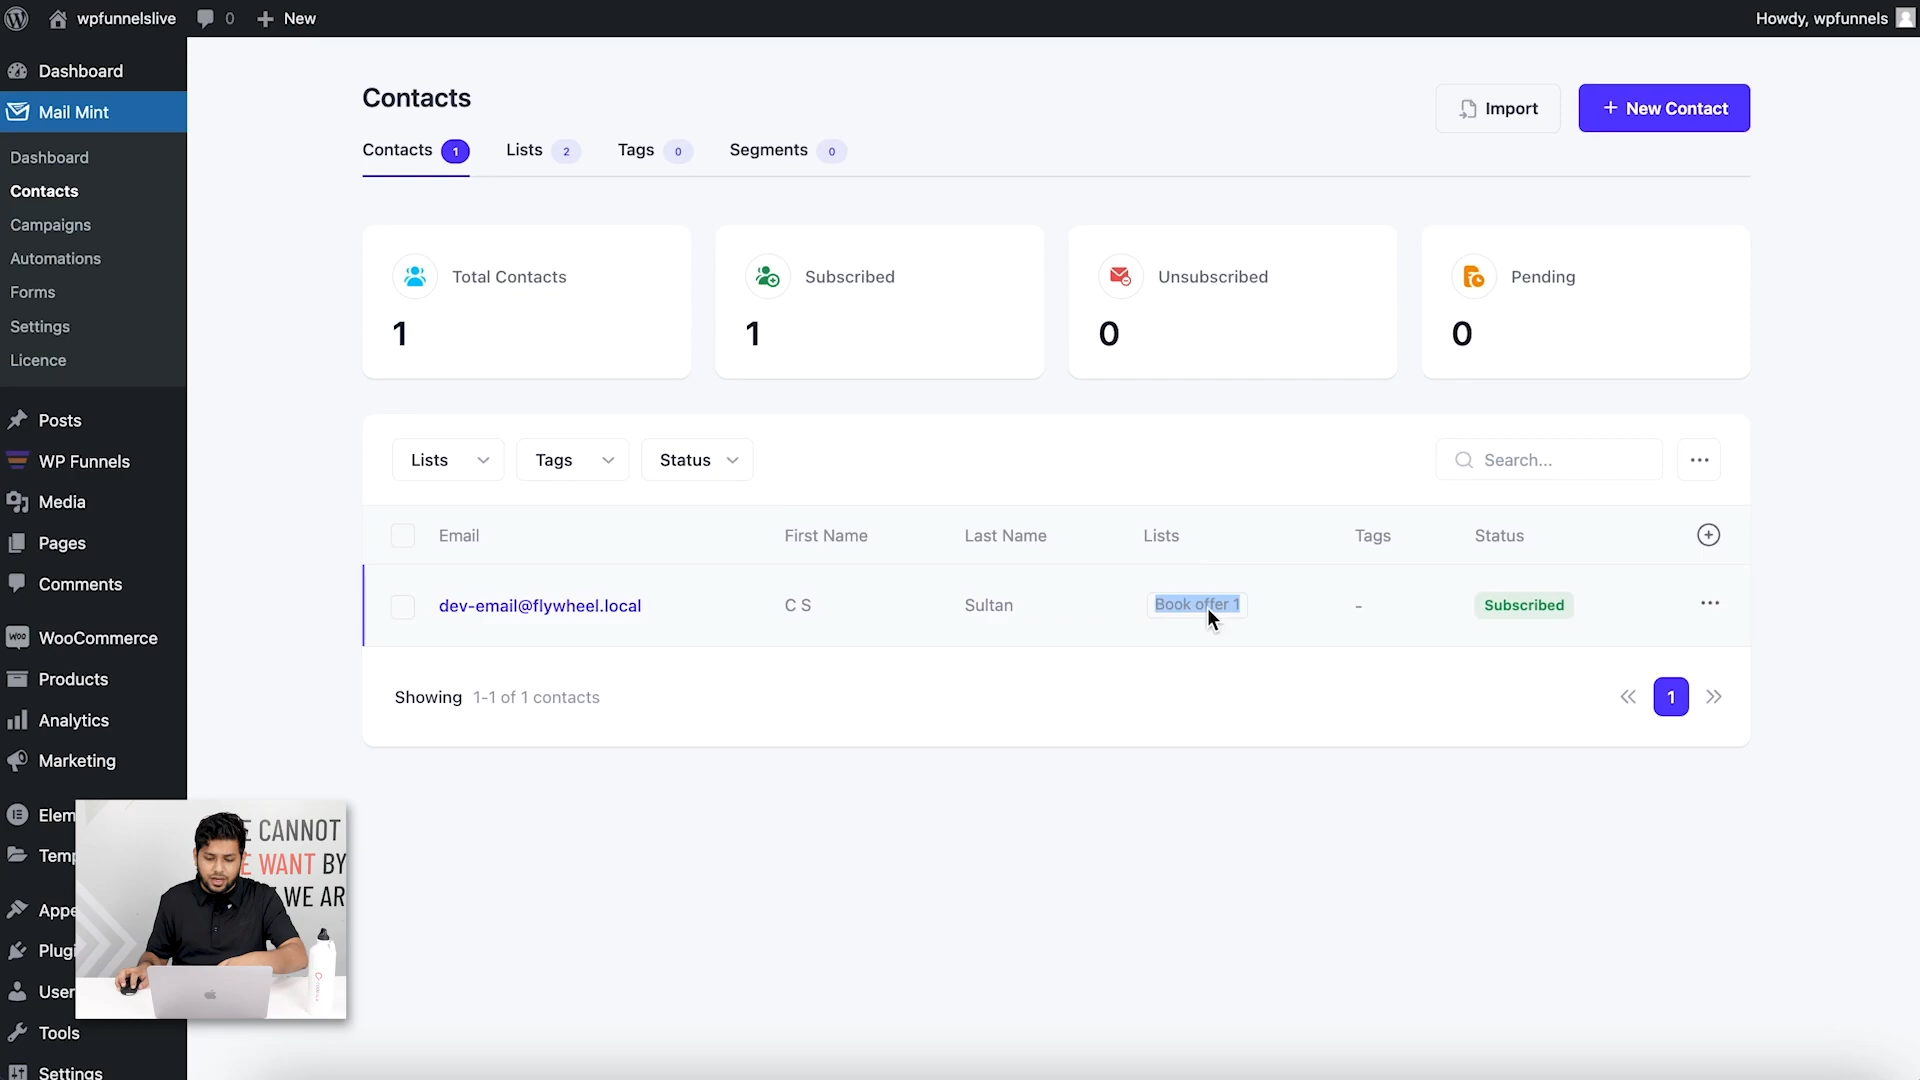 wpfunnelslive
0
New
Howdy, wpfunnels
Dashboard
Mail Mint
Dashboard
Contacts
Campaigns
Automations
Forms
Settings
Licence
Posts
WP Funnels
Media
Pages
Comments
WooCommerce
Products
Analytics
Marketing
Elem
Temp
Appe
Plugi
User
Tools
Settings
Contacts
Import
+ New Contact
Contacts 1
Lists 2
Tags 0
Segments 0
Total Contacts
1
Subscribed
1
Unsubscribed
0
Pending
0
Lists
Tags
Status
Search...
Email First Name Last Name Lists Tags Status
dev-email@flywheel.local C S Sultan Book offer 1 - Subscribed
Showing 1-1 of 1 contacts
« 1 »
E CANNOT
E WANT BY
WE AR